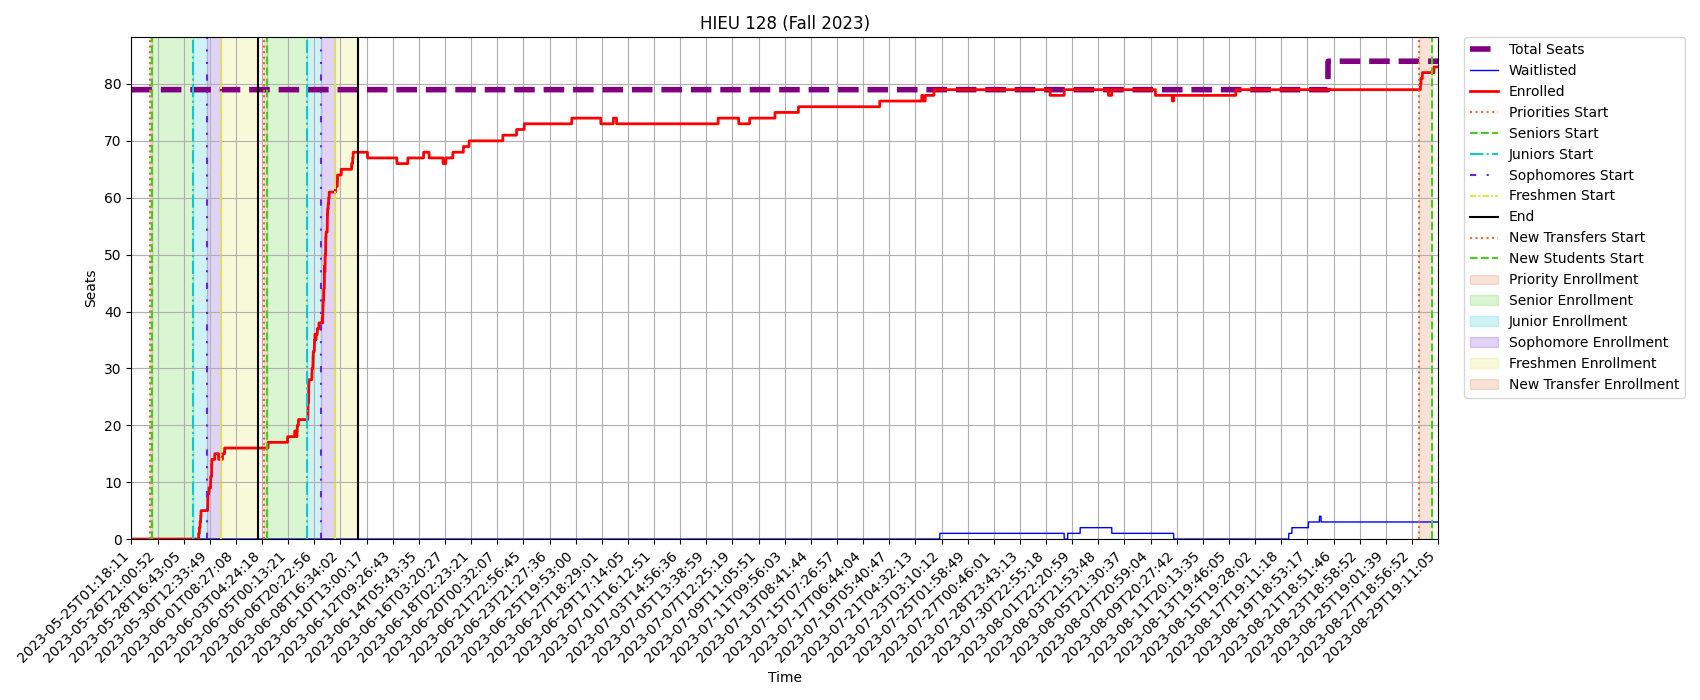 HIEU 128 (Fall 2023)
Seats
80
70
60
50
40
30
20
10
0
2023-05-25T01:18:11
2023-05-26T21:00:52
2023-05-28T16:43:05
2023-05-30T12:33:49
2023-06-01T08:27:08
2023-06-03T04:24:18
2023-06-05T00:13:21
2023-06-06T20:22:56
2023-06-08T16:34:02
2023-06-10T13:00:17
2023-06-12T09:26:43
2023-06-14T05:43:35
2023-06-16T03:20:27
2023-06-18T02:23:21
2023-06-20T00:32:07
2023-06-21T22:56:45
2023-06-23T21:27:36
2023-06-25T19:53:00
2023-06-27T18:29:01
2023-06-29T17:14:05
2023-07-01T16:12:51
2023-07-03T14:56:36
2023-07-05T13:38:59
2023-07-07T12:25:19
2023-07-09T11:05:51
2023-07-11T09:56:03
2023-07-13T08:41:44
2023-07-15T07:26:57
2023-07-17T06:44:04
2023-07-19T05:40:47
2023-07-21T04:32:13
2023-07-23T03:10:12
2023-07-25T01:58:49
2023-07-27T00:46:01
2023-07-28T23:43:13
2023-07-30T22:55:18
2023-08-01T22:20:59
2023-08-03T21:53:48
2023-08-05T21:30:37
2023-08-07T20:59:04
2023-08-09T20:27:42
2023-08-11T20:13:35
2023-08-13T19:46:05
2023-08-15T19:28:02
2023-08-17T19:11:18
2023-08-19T18:53:17
2023-08-21T18:51:46
2023-08-23T18:58:52
2023-08-25T19:01:39
2023-08-27T18:56:52
2023-08-29T19:11:05
Time
Total Seats
Waitlisted
Enrolled
Priorities Start
Seniors Start
Juniors Start
Sophomores Start
Freshmen Start
End
New Transfers Start
New Students Start
Priority Enrollment
Senior Enrollment
Junior Enrollment
Sophomore Enrollment
Freshmen Enrollment
New Transfer Enrollment